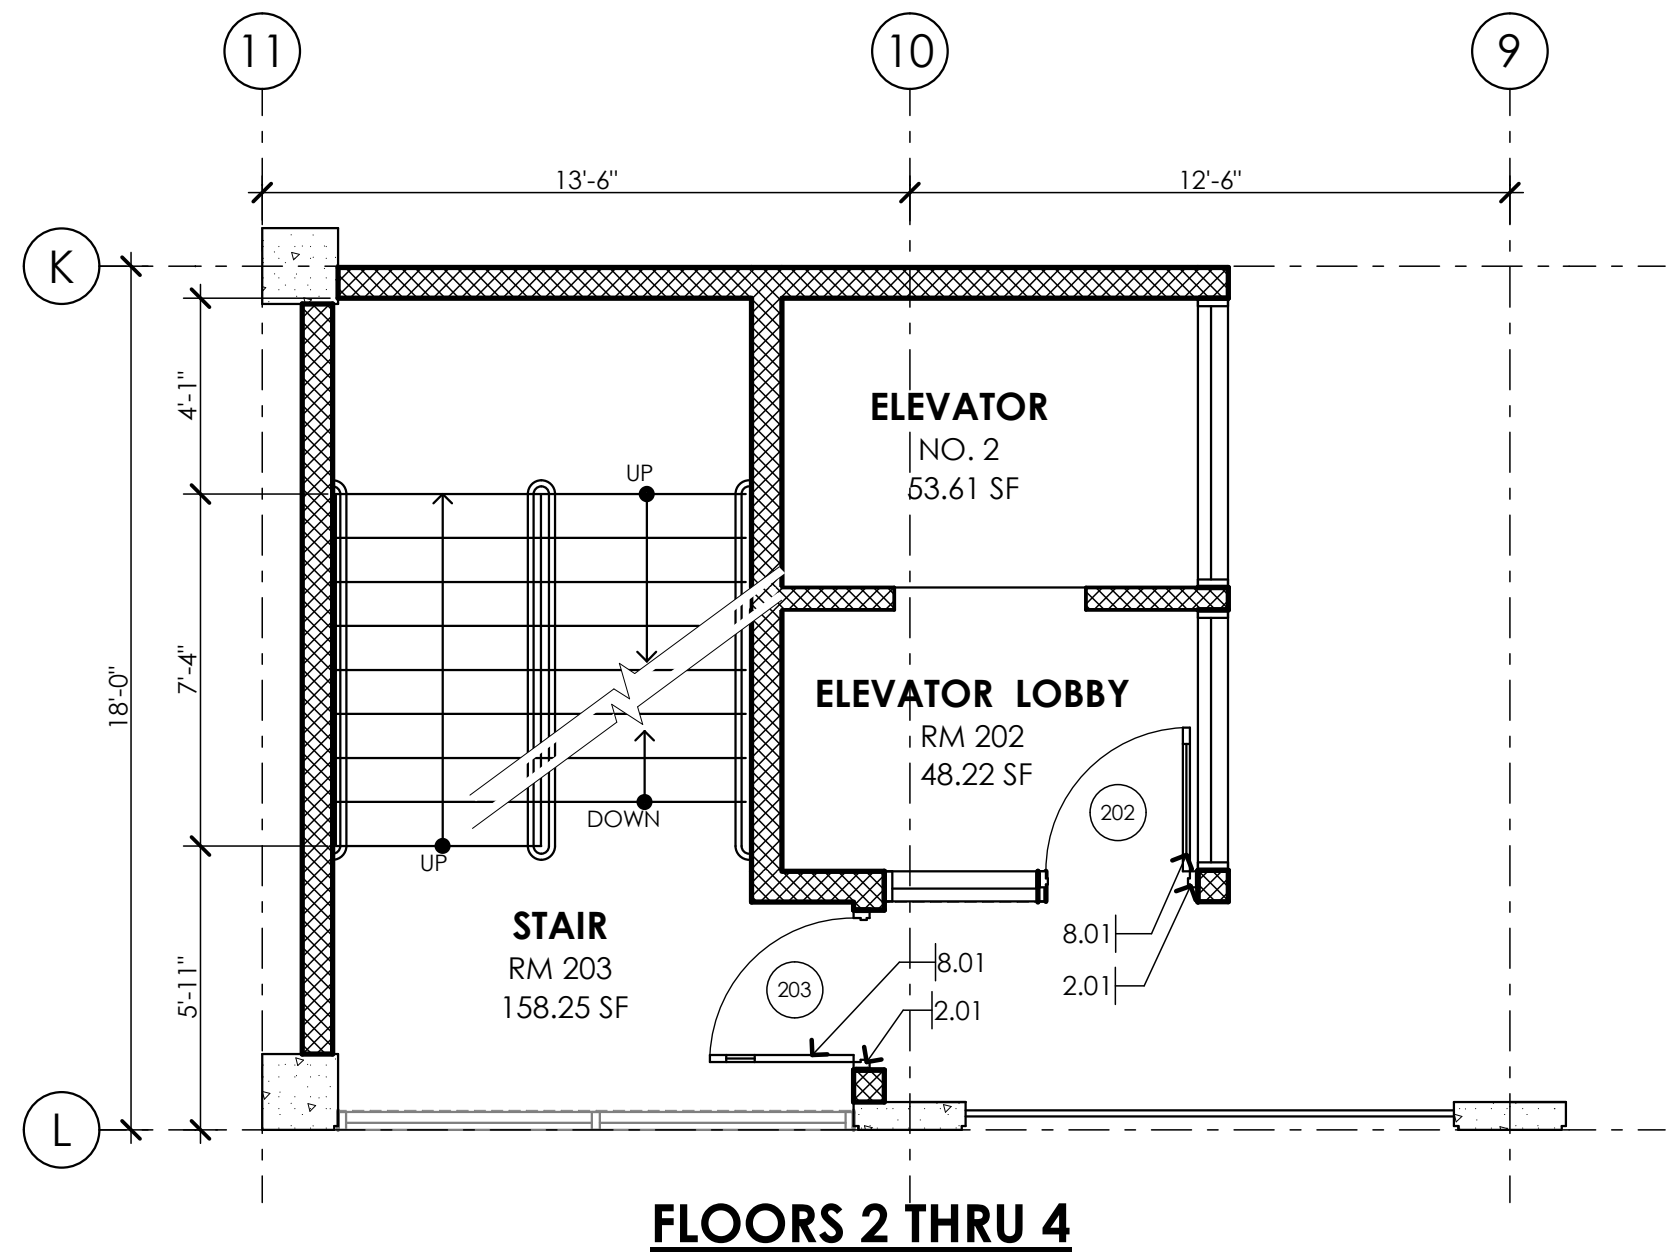 11
10
9
13'-6"
12'-6"
K
4'-1"
ELEVATOR
NO. 2
53.61 SF
UP
7'-4"
18'-0"
ELEVATOR LOBBY
RM 202
48.22 SF
202
DOWN
UP
STAIR
RM 203
158.25 SF
8.01
2.01
8.01
2.01
203
5'-11"
L
FLOORS 2 THRU 4